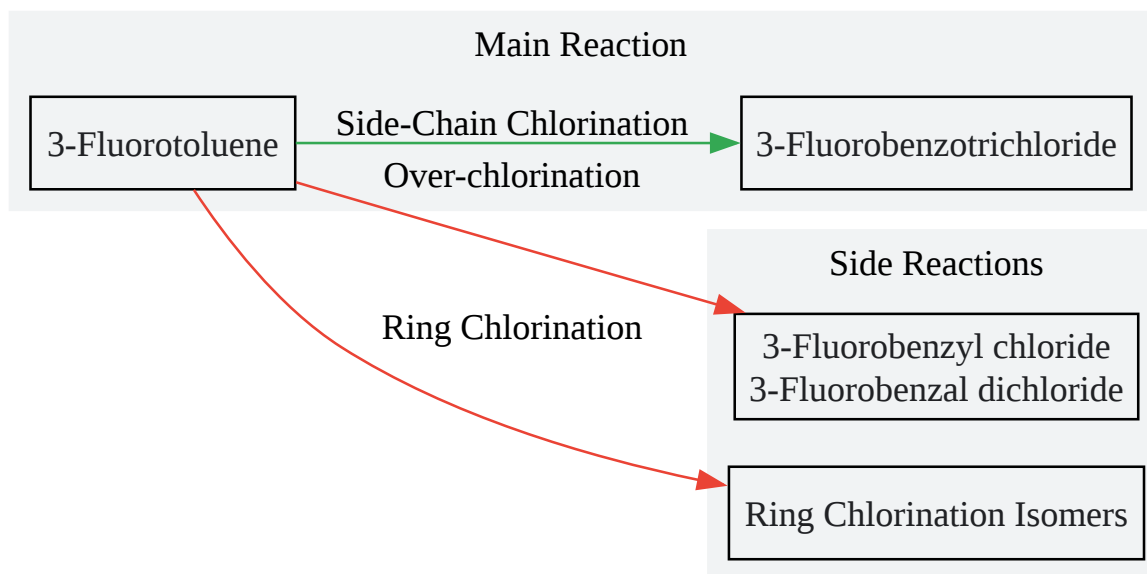 Main Reaction
3-Fluorotoluene
Side-Chain Chlorination
3-Fluorobenzotrichloride
Over-chlorination
Side Reactions
Ring Chlorination
3-Fluorobenzyl chloride
3-Fluorobenzal dichloride
Ring Chlorination Isomers